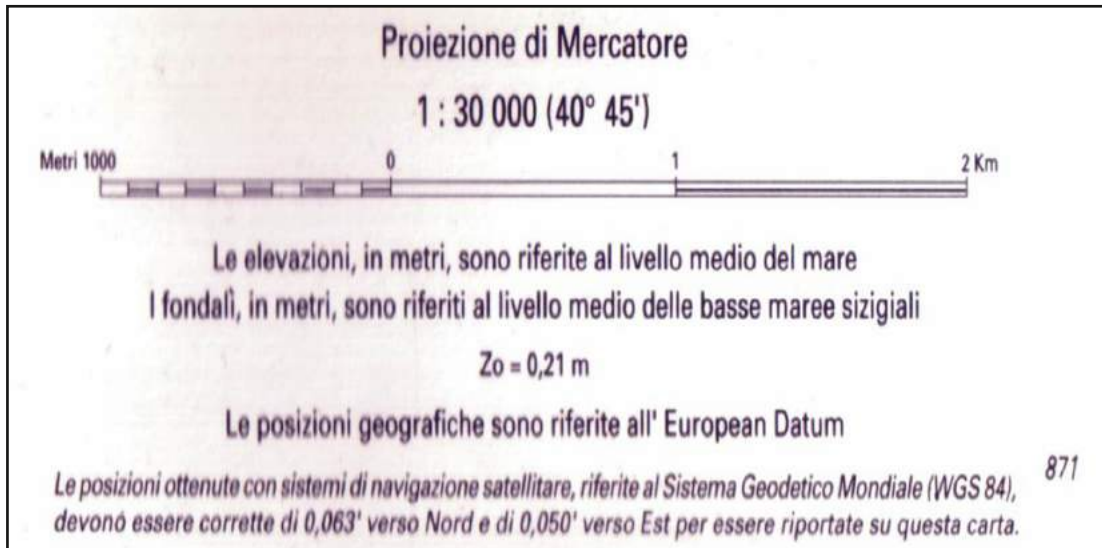 Proiezione di Mercatore
1 : 30 000 (40° 45')
Metri 1000 0 1 2 Km
Le elevazioni, in metri, sono riferite al livello medio del mare
I fondali, in metri, sono riferiti al livello medio delle basse maree sizigiali
Zo = 0,21 m
Le posizioni geografiche sono riferite all' European Datum
871
Le posizioni ottenute con sistemi di navigazione satellitare, riferite al Sistema Geodetico Mondiale (WGS 84),
devono essere corrette di 0,063' verso Nord e di 0,050' verso Est per essere riportate su questa carta.